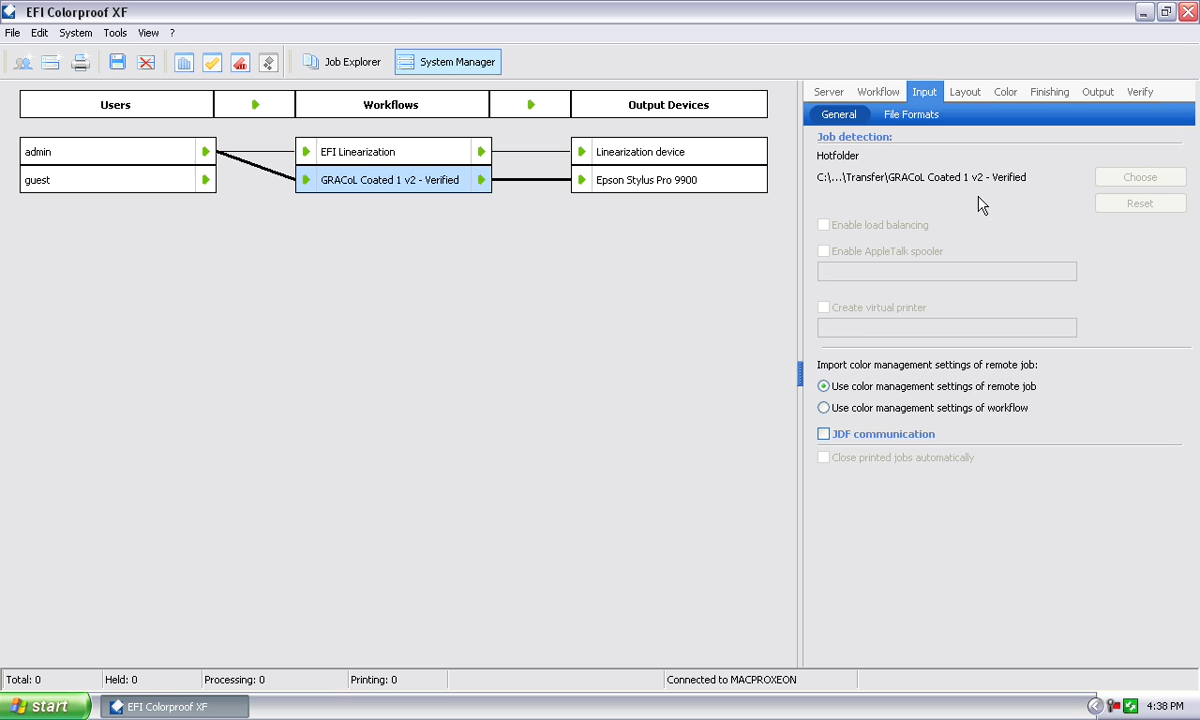 EFI Colorproof XF
File Edit System Tools View ?
Job Explorer System Manager
Users Workflows Output Devices
admin EFI Linearization Linearization device
guest GRACoL Coated 1 v2 - Verified Epson Stylus Pro 9900
Server Workflow Input Layout Color Finishing Output Verify
General File Formats
Job detection:
Hotfolder
C:\...\Transfer\GRACoL Coated 1 v2 - Verified Choose
Reset
Enable load balancing
Enable AppleTalk spooler
Create virtual printer
Import color management settings of remote job:
Use color management settings of remote job
Use color management settings of workflow
JDF communication
Close printed jobs automatically
Total: 0 Held: 0 Processing: 0 Printing: 0 Connected to MACPROXEON
start EFI Colorproof XF 4:38 PM